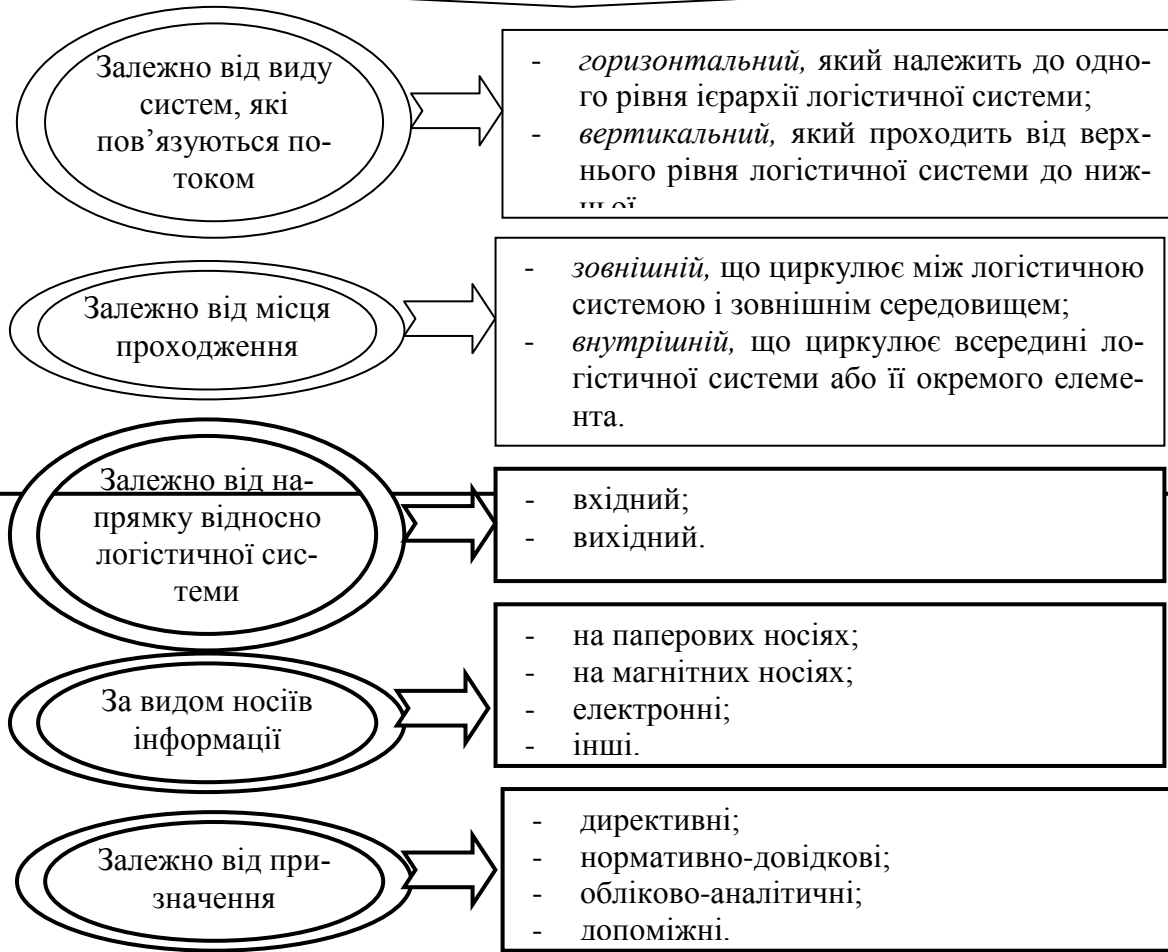 Залежно від виду
систем, які
пов’язуються по-
током
- горизонтальний, який належить до одно-
го рівня ієрархії логістичної системи;
- вертикальний, який проходить від верх-
нього рівня логістичної системи до ниж-
ньої
Залежно від місця
проходження
- зовнішній, що циркулює між логістичною
системою і зовнішнім середовищем;
- внутрішній, що циркулює всередині ло-
гістичної системи або її окремого елеме-
нта.
Залежно від на-
прямку відносно
логістичної сис-
теми
- вхідний;
- вихідний.
За видом носіїв
інформації
- на паперових носіях;
- на магнітних носіях;
- електронні;
- інші.
Залежно від при-
значення
- директивні;
- нормативно-довідкові;
- обліково-аналітичні;
- допоміжні.